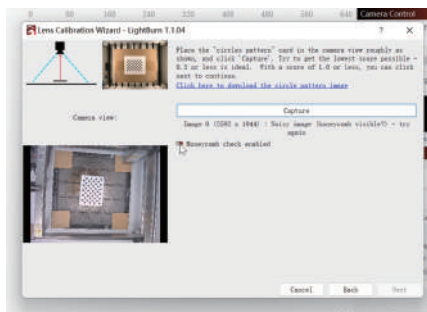 50
Camera Control
Lens Calibration Wizard - LightBurn 1.1.04
? ×
Place the "circles pattern" card in the camera view roughly as
shown, and click 'Capture'. Try to get the lowest score possible -
0.3 or less is ideal. With a score of 1.0 or less, you can click
next to continue.
Click here to download the circle pattern image
Capture
Camera view:
Image 0 (2592 x 1944) : Noisy image (honeycomb visible?) - try
again
Honeycomb check enabled
Cancel
Back
Next